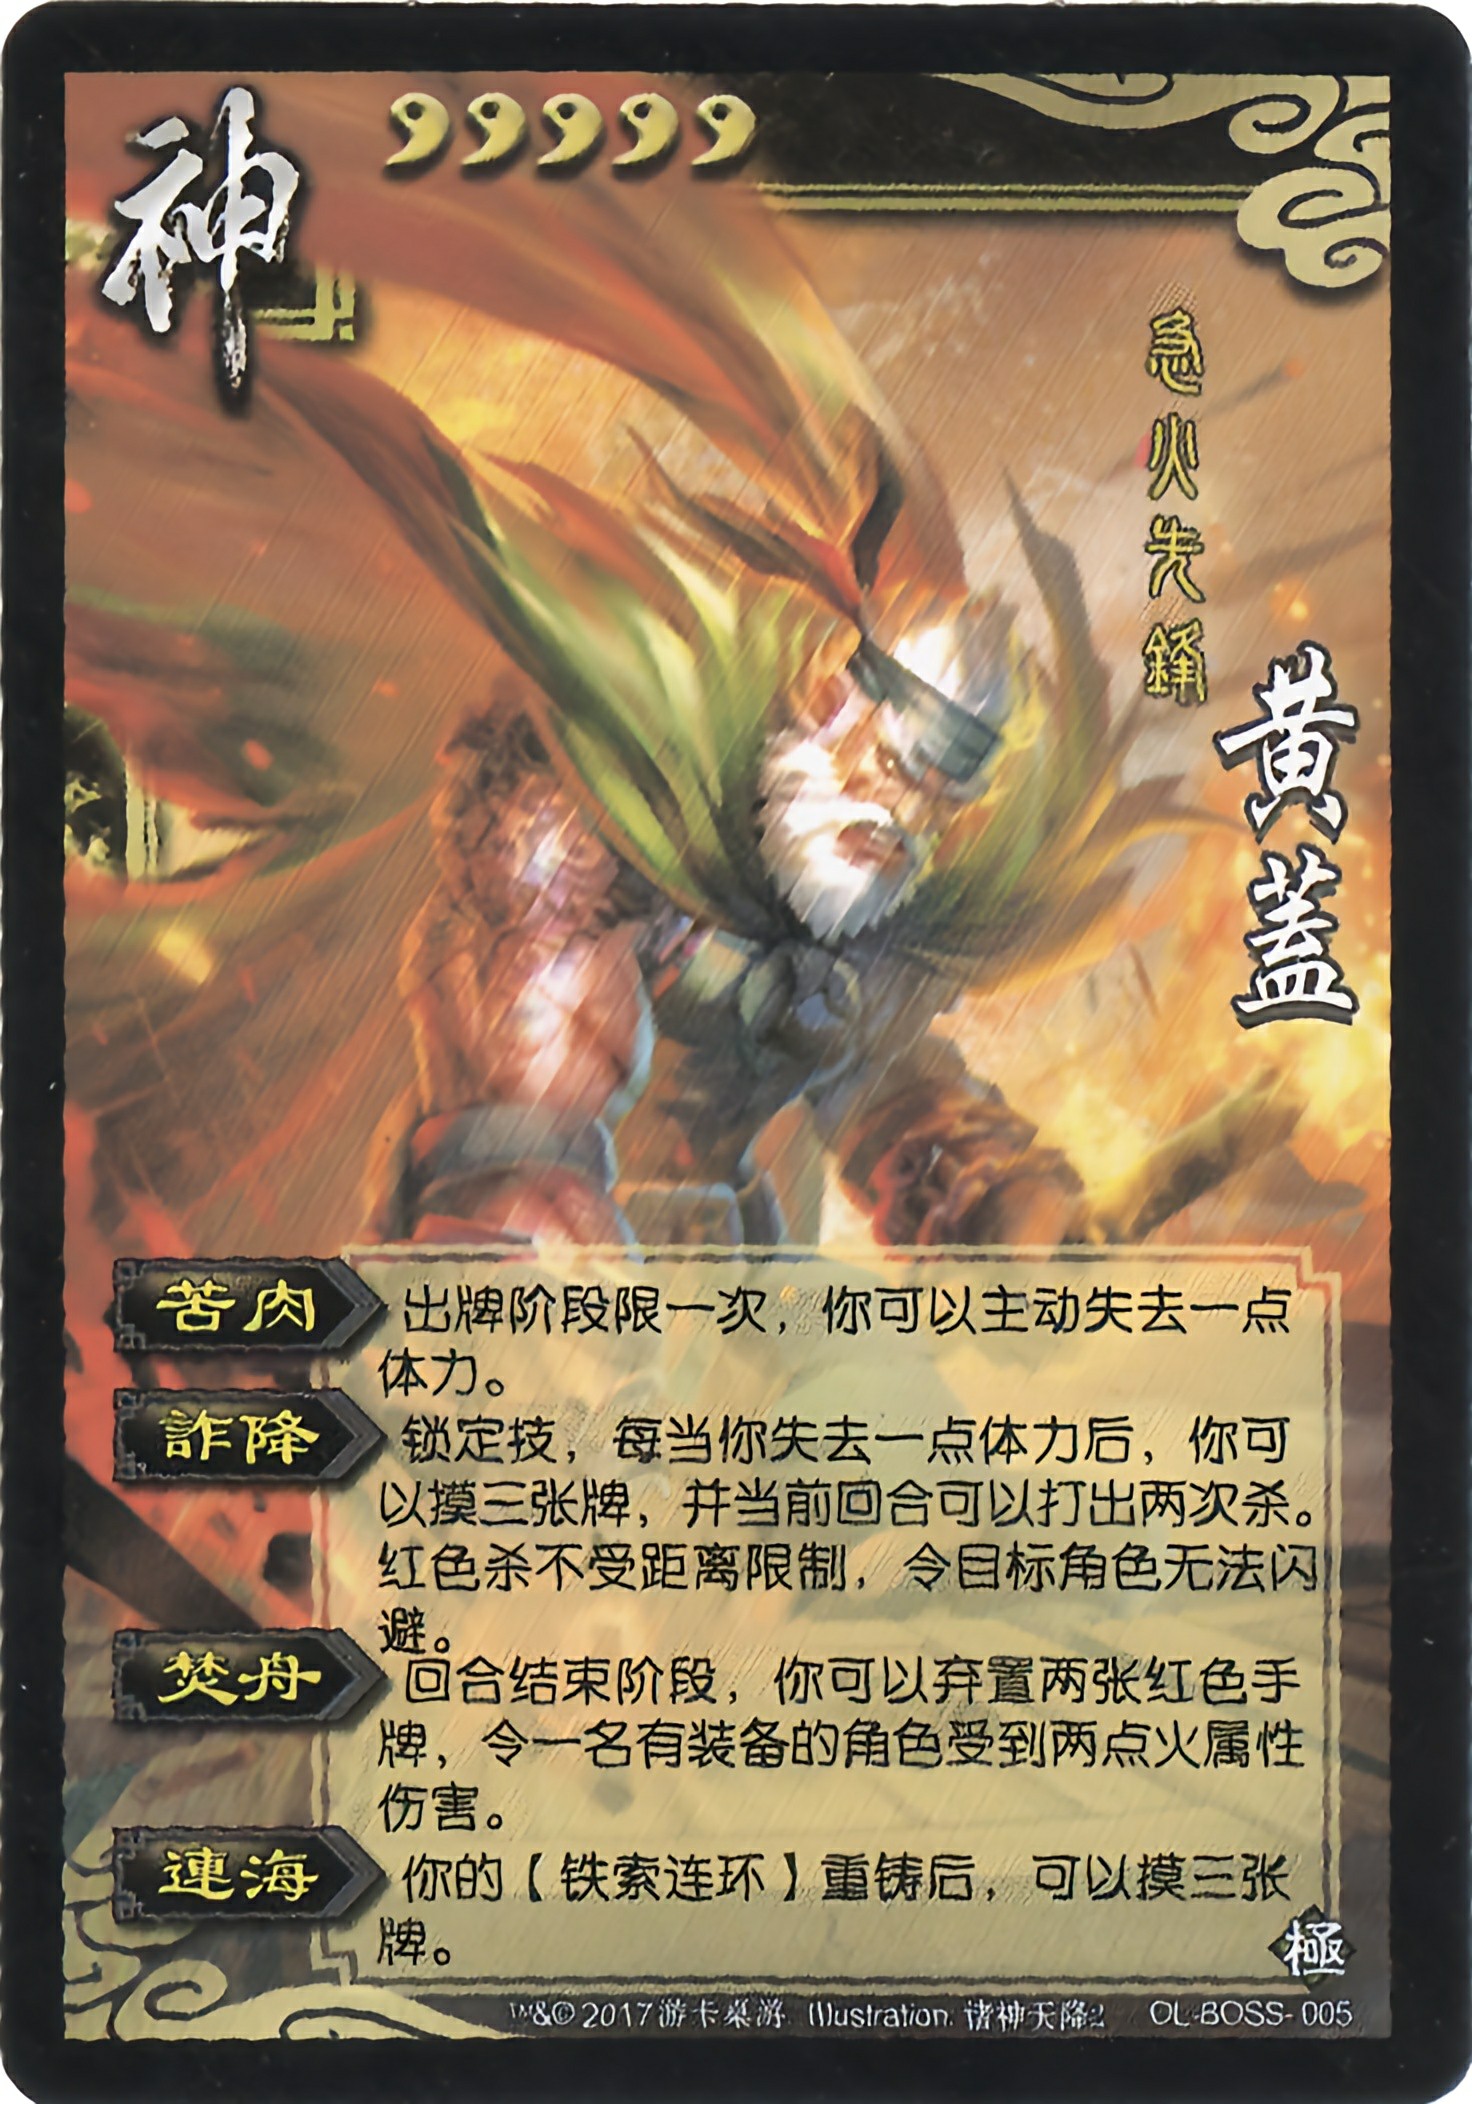 神
急火先鋒
黄蓋
苦肉
出牌阶段限一次，你可以主动失去一点
体力。
詐降
锁定技，每当你失去一点体力后，你可
以摸三张牌，并当前回合可以打出两次杀。
红色杀不受距离限制，令目标角色无法闪
避。
焚舟
回合结束阶段，你可以弃置两张红色手
牌，令一名有装备的角色受到两点火属性
伤害。
連海
你的【铁索连环】重铸后，可以摸三张
牌。
極
W&© 2017游卡桌游 Illustration: 诸神天降2 OL-BOSS-005